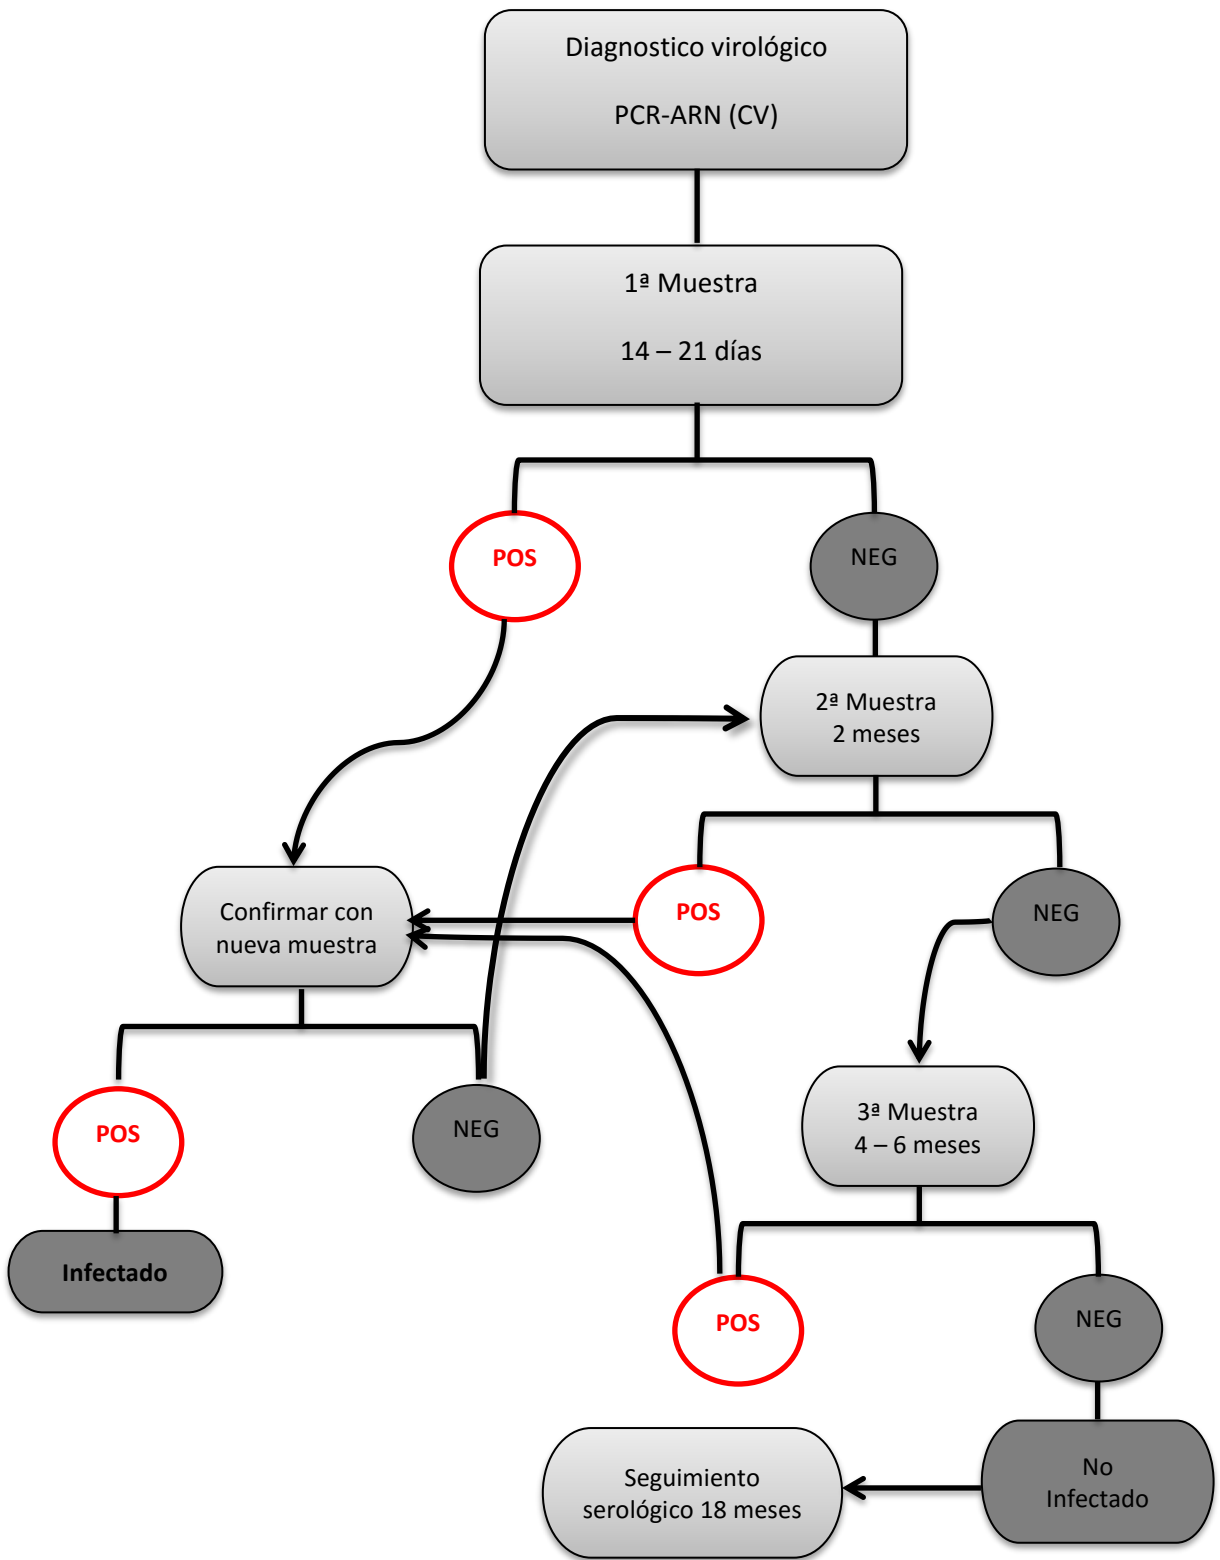 Diagnostico virológico
PCR-ARN (CV)
1ª Muestra
14 – 21 días
POS
NEG
2ª Muestra
2 meses
Confirmar con
nueva muestra
POS
NEG
POS
NEG
3ª Muestra
4 – 6 meses
Infectado
POS
NEG
Seguimiento
serológico 18 meses
No
Infectado